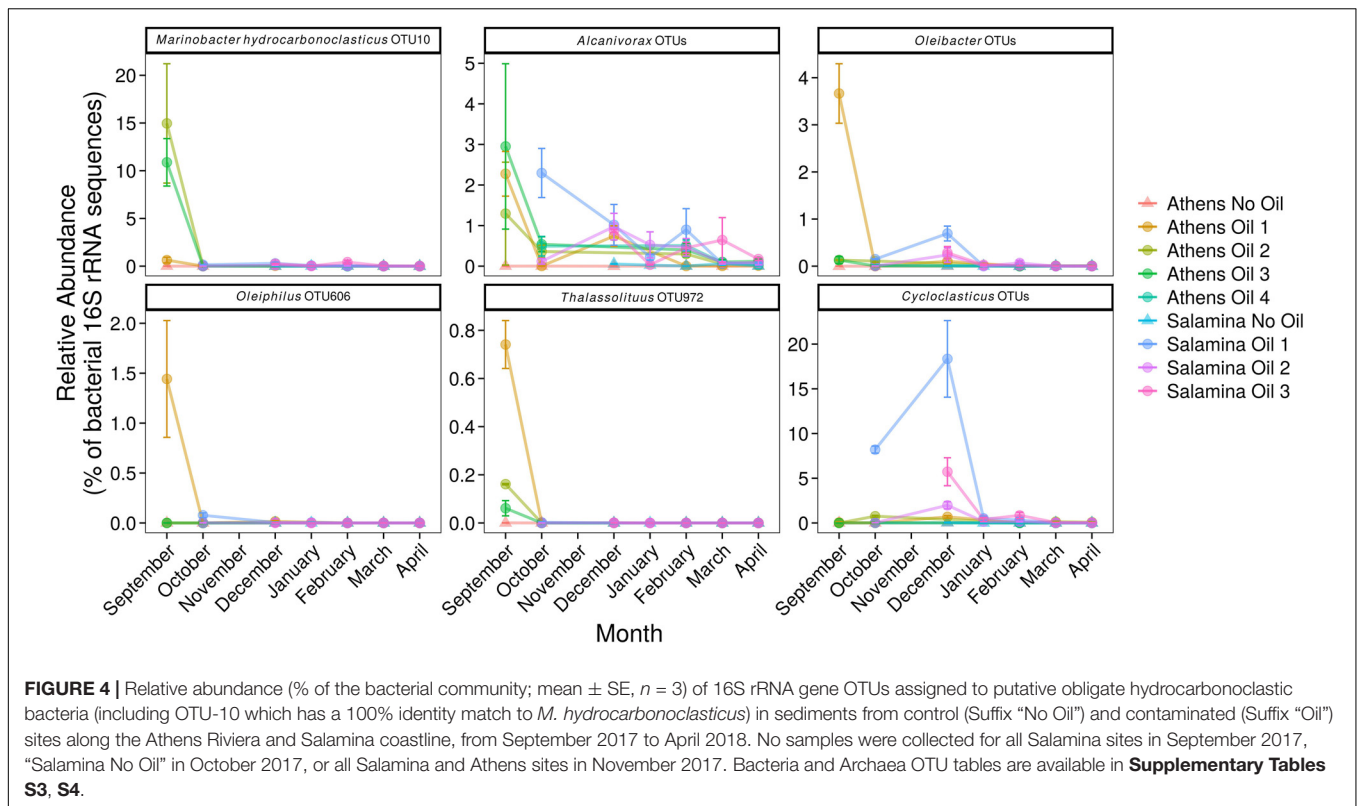 Marinobacter hydrocarbonoclasticus OTU10
Alcanivorax OTUs
Oleibacter OTUs
20
15
10
5
0
5
4
3
2
1
0
4
3
2
1
0
Oleiphilus OTU606
Thalassolituus OTU972
Cycloclasticus OTUs
2.0
1.5
1.0
0.5
0.0
0.8
0.6
0.4
0.2
0.0
20
15
10
5
0
Relative Abundance
(% of bacterial 16S rRNA sequences)
September
October
November
December
January
February
March
April
September
October
November
December
January
February
March
April
September
October
November
December
January
February
March
April
Month
Athens No Oil
Athens Oil 1
Athens Oil 2
Athens Oil 3
Athens Oil 4
Salamina No Oil
Salamina Oil 1
Salamina Oil 2
Salamina Oil 3
FIGURE 4 | Relative abundance (% of the bacterial community; mean ± SE, n = 3) of 16S rRNA gene OTUs assigned to putative obligate hydrocarbonoclastic
bacteria (including OTU-10 which has a 100% identity match to M. hydrocarbonoclasticus) in sediments from control (Suffix “No Oil”) and contaminated (Suffix “Oil”)
sites along the Athens Riviera and Salamina coastline, from September 2017 to April 2018. No samples were collected for all Salamina sites in September 2017,
“Salamina No Oil” in October 2017, or all Salamina and Athens sites in November 2017. Bacteria and Archaea OTU tables are available in Supplementary Tables
S3, S4.